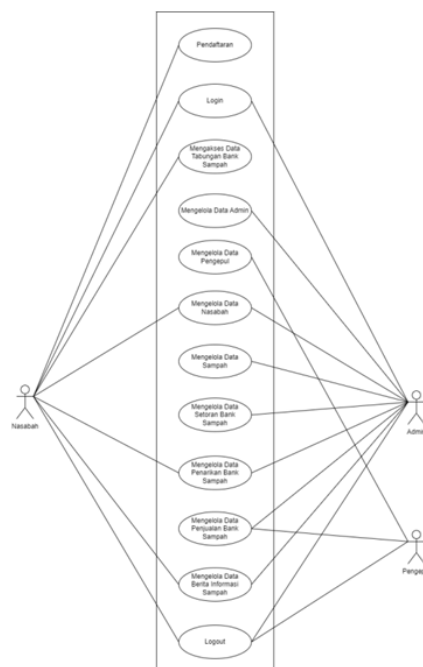 Pendaftaran
Login
Mengakses Data
Tabungan Bank
Sampah
Mengelola Data Admin
Mengelola Data
Pengepul
Mengelola Data
Nasabah
Mengelola Data
Sampah
Mengelola Data
Setoran Bank
Sampah
Mengelola Data
Penarikan Bank
Sampah
Mengelola Data
Penjualan Bank
Sampah
Mengelola Data
Berita Informasi
Sampah
Logout
Nasabah
Admi
Pengep